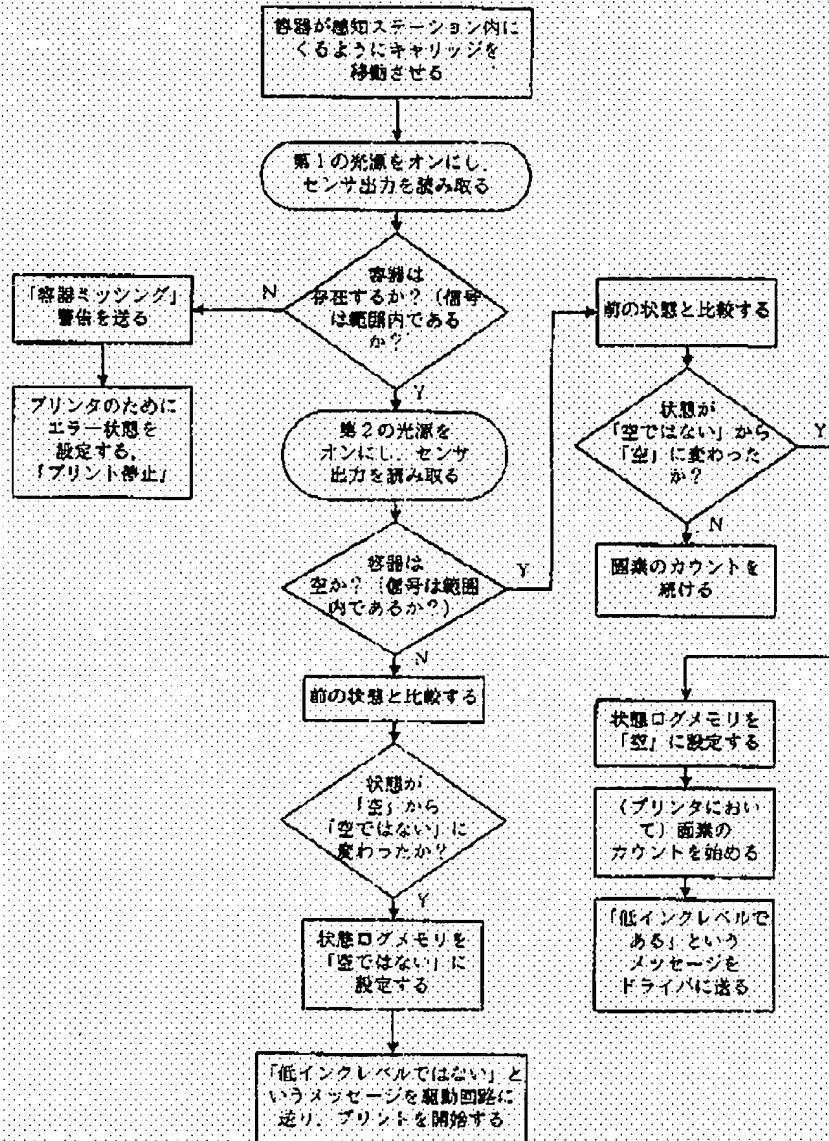 容器が感知ステーション内に
くるようにキャリッジを
移動させる
第1の光源をオンにし、
センサ出力を読み取る
容器は
存在するか？（信号
は範囲内である
か？
N
「容器ミッシング」
警告を送る
プリンタのために
エラー状態を
設定する、
「プリント停止」
Y
第2の光源を
オンにし、センサ
出力を読み取る
容器は
空か？（信号は範囲
内であるか？）
Y
前の状態と比較する
状態が
「空ではない」から
「空」に変わった
か？
Y
N
画素のカウントを
続ける
N
前の状態と比較する
状態が
「空」から
「空ではない」に
変わったか？
Y
状態ログメモリを
「空ではない」に
設定する
「低インクレベルではない」と
いうメッセージを駆動回路に
送り、プリントを開始する
状態ログメモリを
「空」に設定する
（プリンタにおい
て）画素の
カウントを始める
「低インクレベルで
ある」という
メッセージを
ドライバに送る